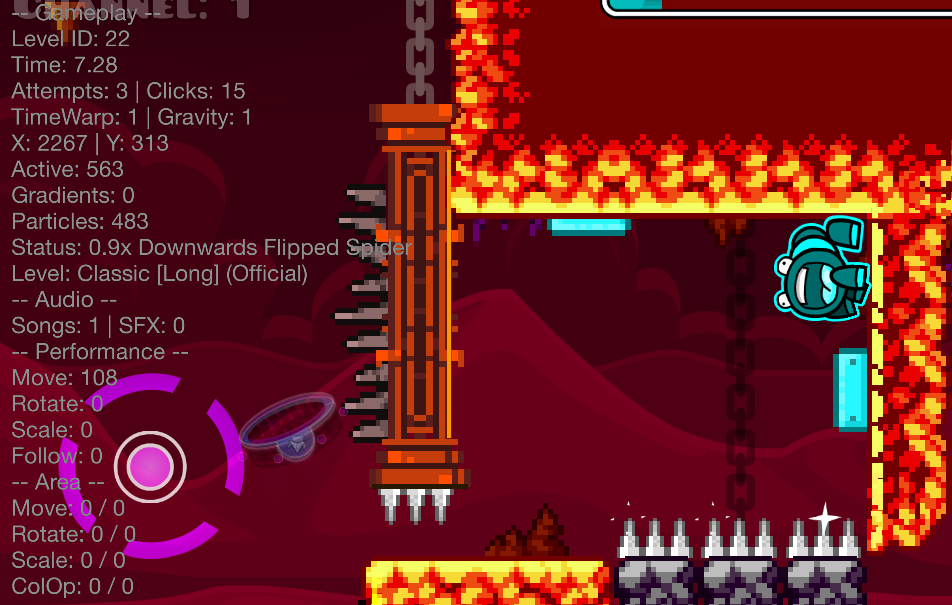 CHANNEL: 1
-- Gameplay --
Level ID: 22
Time: 7.28
Attempts: 3 | Clicks: 15
TimeWarp: 1 | Gravity: 1
X: 2267 | Y: 313
Active: 563
Gradients: 0
Particles: 483
Status: 0.9x Downwards Flipped Spider
Level: Classic [Long] (Official)
-- Audio --
Songs: 1 | SFX: 0
-- Performance --
Move: 108
Rotate: 0
Scale: 0
Follow: 0
-- Area --
Move: 0 / 0
Rotate: 0 / 0
Scale: 0 / 0
ColOp: 0 / 0